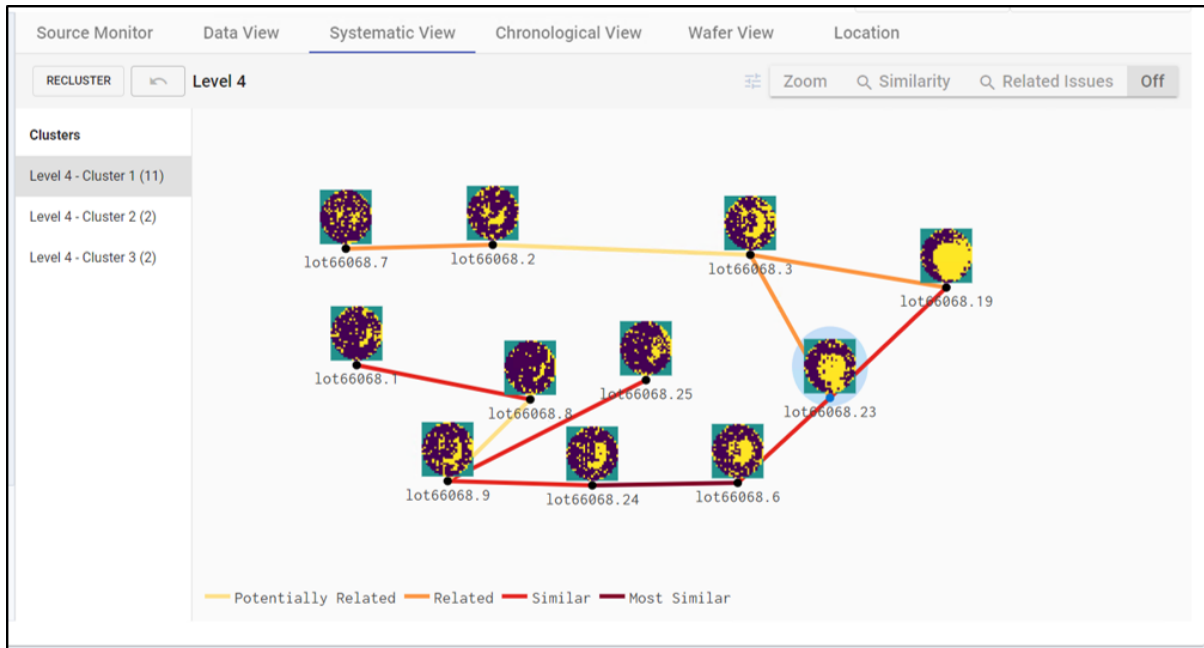 Source Monitor Data View Systematic View Chronological View Wafer View Location
RECLUSTER Level 4 Zoom Similarity Related Issues Off
Clusters
Level 4 - Cluster 1 (11)
Level 4 - Cluster 2 (2)
Level 4 - Cluster 3 (2)
lot66068.7
lot66068.2
lot66068.3
lot66068.19
lot66068.1
lot66068.8
lot66068.25
lot66068.23
lot66068.9
lot66068.24
lot66068.6
Potentially Related Related Similar Most Similar